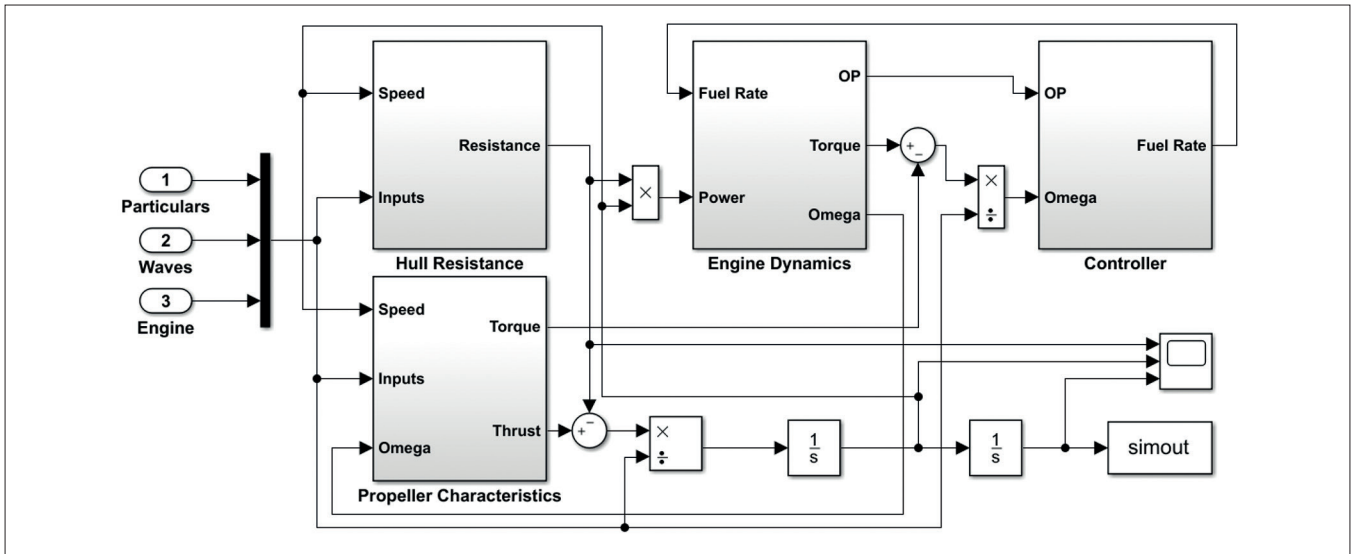 1
Particulars
2
Waves
3
Engine
Speed
Resistance
Inputs
Hull Resistance
Speed
Torque
Inputs
Thrust
Omega
Propeller Characteristics
×
Fuel Rate
OP
Torque
Power
Omega
Engine Dynamics
+
−
×
÷
OP
Fuel Rate
Omega
Controller
+
−
×
÷
1
s
1
s
simout